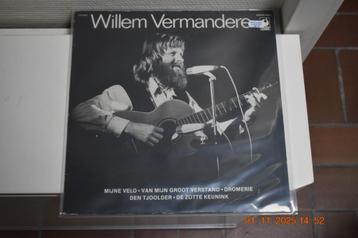 Willem Vermandere
MIJNE VELO • VAN MIJN GROOT VERSTAND • DROMERIE
DEN TJOOLDER • DE ZOTTE KEUNINK
01-11-2025 14:52